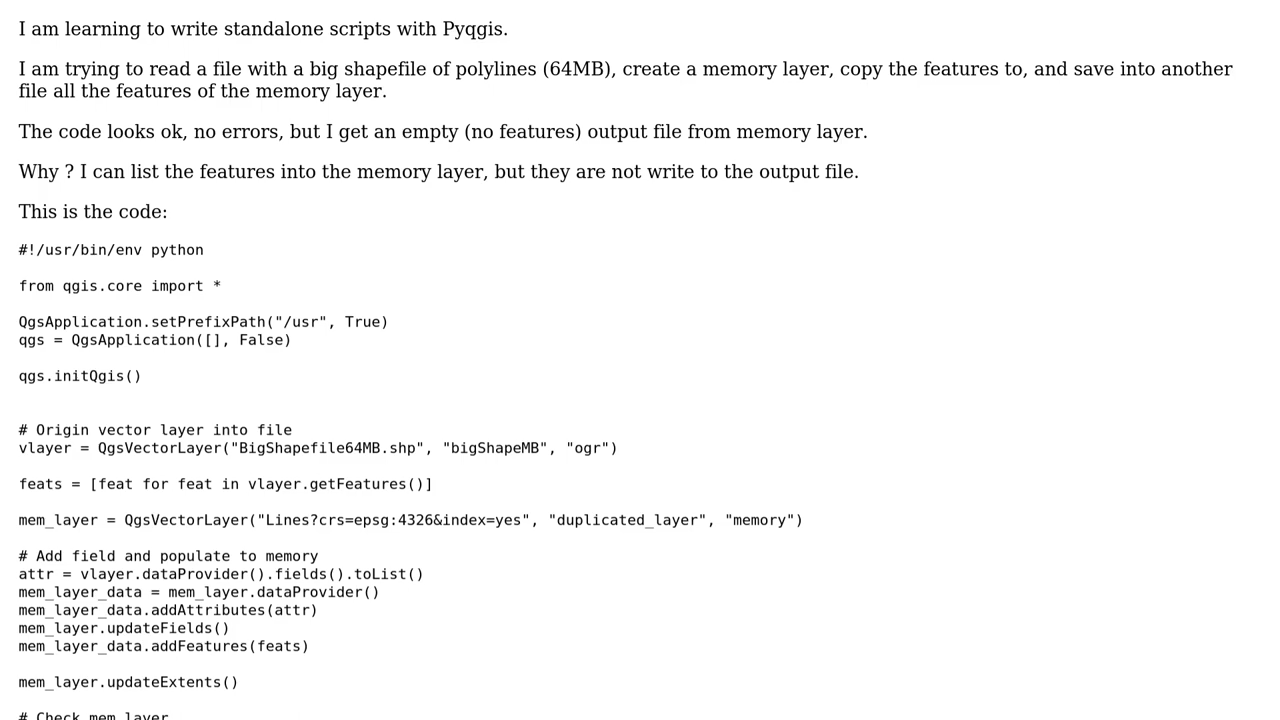 I am learning to write standalone scripts with Pyqgis.
I am trying to read a file with a big shapefile of polylines (64MB), create a memory layer, copy the features to, and save into another
file all the features of the memory layer.
The code looks ok, no errors, but I get an empty (no features) output file from memory layer.
Why ? I can list the features into the memory layer, but they are not write to the output file.
This is the code:
#!/usr/bin/env python
from qgis.core import *
QgsApplication.setPrefixPath("/usr", True)
qgs = QgsApplication([], False)
qgs.initQgis()
# Origin vector layer into file
vlayer = QgsVectorLayer("BigShapefile64MB.shp", "bigShapeMB", "ogr")
feats = [feat for feat in vlayer.getFeatures()]
mem_layer = QgsVectorLayer("Lines?crs=epsg:4326&index=yes", "duplicated_layer", "memory")
# Add field and populate to memory
attr = vlayer.dataProvider().fields().toList()
mem_layer_data = mem_layer.dataProvider()
mem_layer_data.addAttributes(attr)
mem_layer.updateFields()
mem_layer_data.addFeatures(feats)
mem_layer.updateExtents()
# Check mem_layer